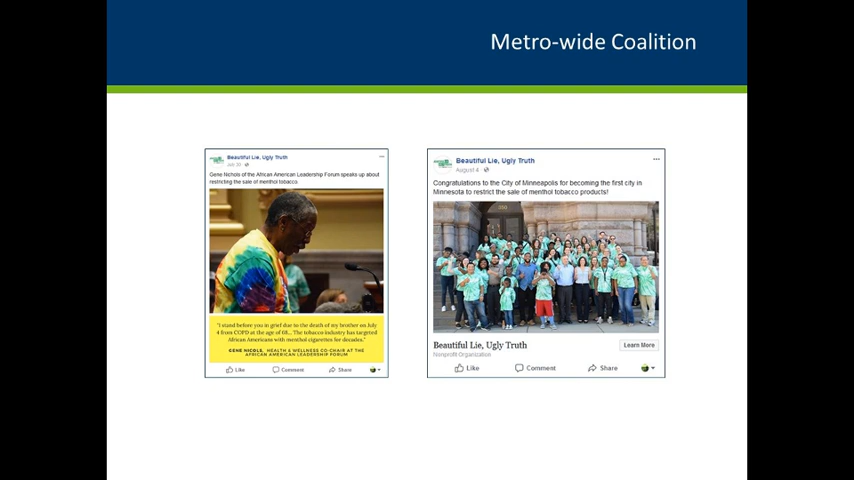 Metro-wide Coalition
Beautiful Lie, Ugly Truth
July 30
Gene Nichols of the African American Leadership Forum speaks up about
restricting the sale of menthol tobacco.
"I stand before you in grief due to the death of my brother on July
4 from COPD at the age of 68... The tobacco industry has targeted
African Americans with menthol cigarettes for decades."
GENE NICOLS, HEALTH & WELLNESS CO-CHAIR AT THE
AFRICAN AMERICAN LEADERSHIP FORUM
Like Comment Share
Beautiful Lie, Ugly Truth
August 4
Congratulations to the City of Minneapolis for becoming the first city in
Minnesota to restrict the sale of menthol tobacco products!
Beautiful Lie, Ugly Truth
Nonprofit Organization
Learn More
Like Comment Share